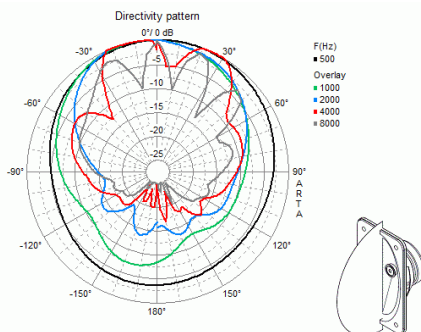 Directivity pattern
0°/ 0 dB
-30°
30°
-5
-10
-15
-20
-25
-60°
60°
-90°
90°
-120°
120°
-150°
150°
180°
A
R
T
A
F(Hz)
500
Overlay
1000
2000
4000
8000